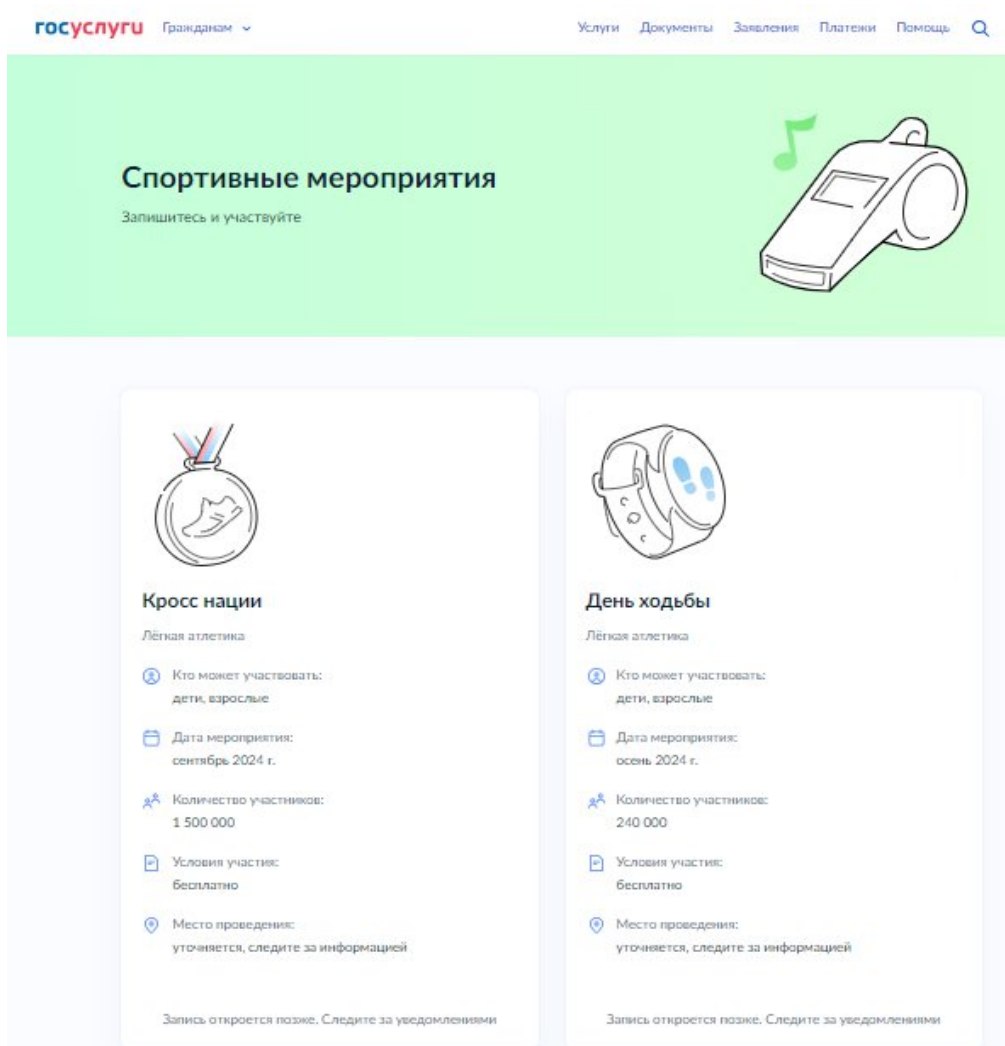 госуслуги Гражданам Услуги Документы Заявления Платежи Помощь
Спортивные мероприятия
Запишитесь и участвуйте
Кросс нации
Лёгкая атлетика
Кто может участвовать:
дети, взрослые
Дата мероприятия:
сентябрь 2024 г.
Количество участников:
1 500 000
Условия участия:
бесплатно
Место проведения:
уточняется, следите за информацией
Запись откроется позже. Следите за уведомлениями
День ходьбы
Лёгкая атлетика
Кто может участвовать:
дети, взрослые
Дата мероприятия:
осень 2024 г.
Количество участников:
240 000
Условия участия:
бесплатно
Место проведения:
уточняется, следите за информацией
Запись откроется позже. Следите за уведомлениями